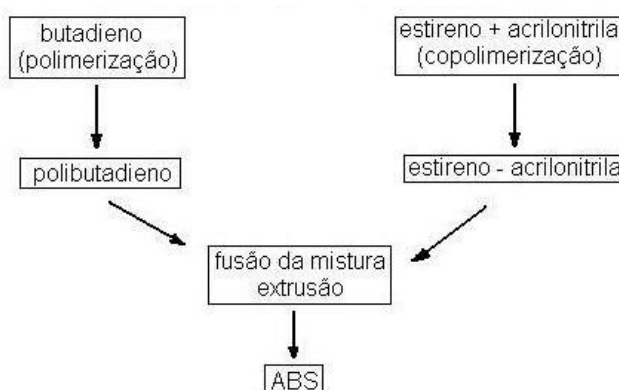 butadieno
(polimerização)
estireno + acrilonitrila
(copolimerização)
polibutadieno
estireno - acrilonitrila
fusão da mistura
extrusão
ABS